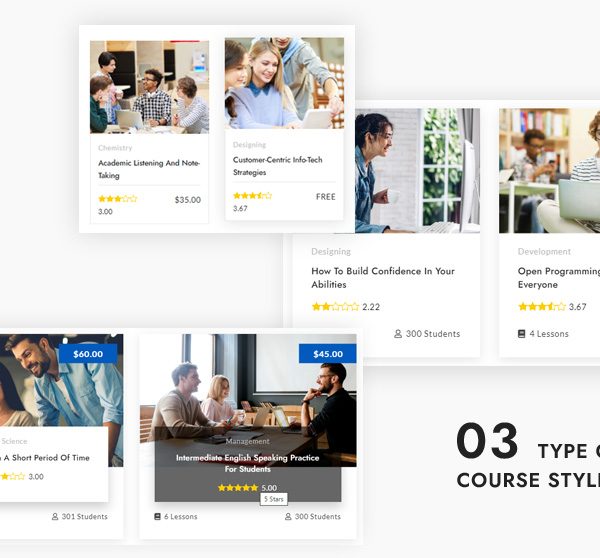 Chemistry
Academic Listening And Note-
Taking
$35.00
3.00
Designing
Customer-Centric Info-Tech
Strategies
FREE
3.67
Designing
How To Build Confidence In Your
Abilities
2.22
300 Students
Development
Open Programming
Everyone
3.67
4 Lessons
$60.00
Science
A Short Period Of Time
3.00
301 Students
$45.00
Management
Intermediate English Speaking Practice
For Students
5.00
5 Stars
6 Lessons
300 Students
03 TYPE
COURSE STYLE